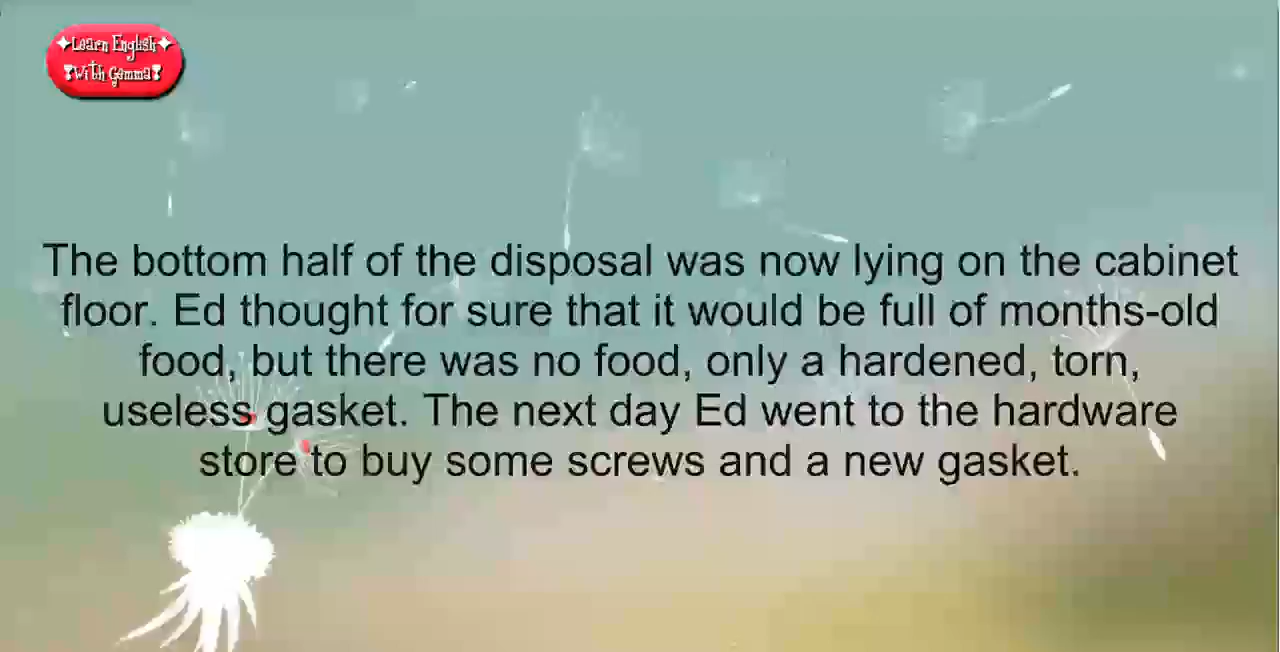 Learn English
With Gamma
The bottom half of the disposal was now lying on the cabinet
floor. Ed thought for sure that it would be full of months-old
food, but there was no food, only a hardened, torn,
useless gasket. The next day Ed went to the hardware
store to buy some screws and a new gasket.